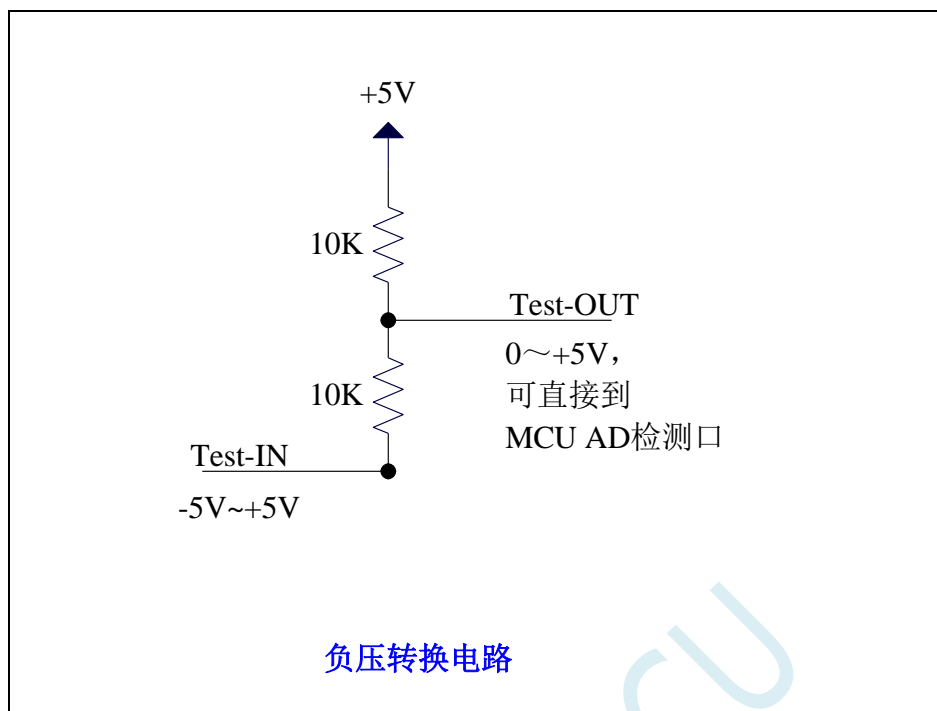 +5V
10K
Test-OUT
0～+5V，
可直接到
MCU AD检测口
10K
Test-IN
-5V~+5V
负压转换电路
CU